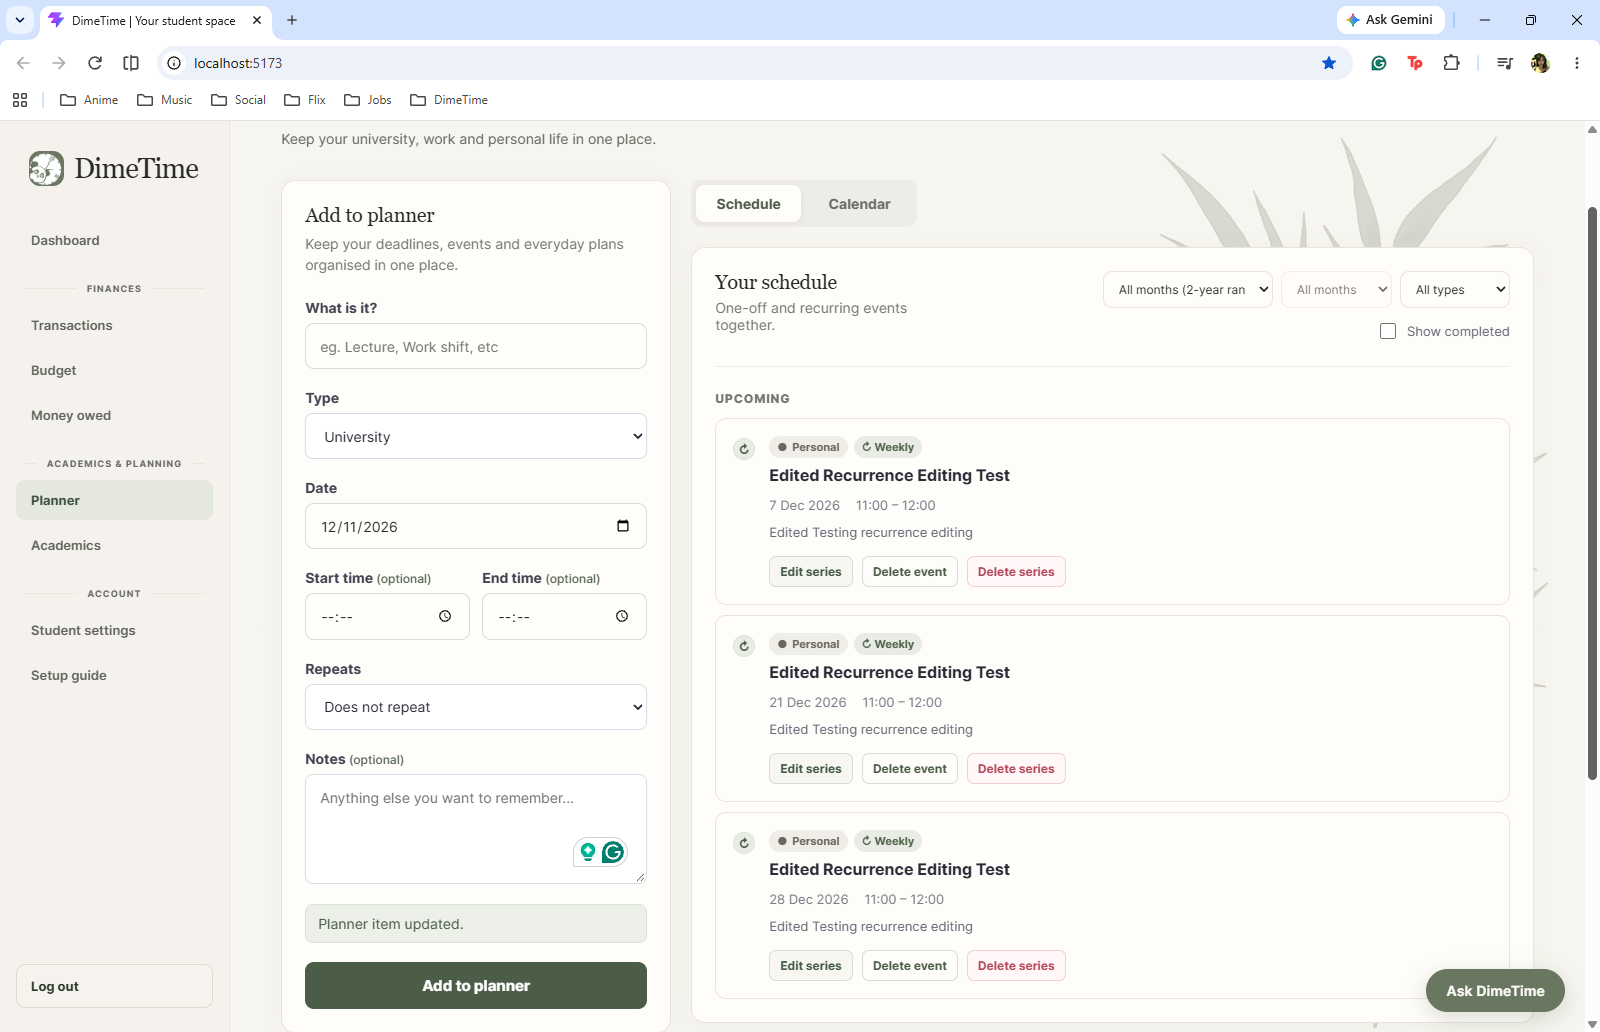 DimeTime | Your student space
Ask Gemini
localhost:5173
Anime
Music
Social
Flix
Jobs
DimeTime
DimeTime
Dashboard
FINANCES
Transactions
Budget
Money owed
ACADEMICS & PLANNING
Planner
Academics
ACCOUNT
Student settings
Setup guide
Log out
Keep your university, work and personal life in one place.
Add to planner
Keep your deadlines, events and everyday plans
organised in one place.
What is it?
eg. Lecture, Work shift, etc
Type
University
Date
12/11/2026
Start time (optional)
End time (optional)
--:--
--:--
Repeats
Does not repeat
Notes (optional)
Anything else you want to remember...
Planner item updated.
Add to planner
Schedule
Calendar
Your schedule
One-off and recurring events
together.
All months (2-year ran
All months
All types
Show completed
UPCOMING
Personal
Weekly
Edited Recurrence Editing Test
7 Dec 2026 11:00 – 12:00
Edited Testing recurrence editing
Edit series
Delete event
Delete series
Personal
Weekly
Edited Recurrence Editing Test
21 Dec 2026 11:00 – 12:00
Edited Testing recurrence editing
Edit series
Delete event
Delete series
Personal
Weekly
Edited Recurrence Editing Test
28 Dec 2026 11:00 – 12:00
Edited Testing recurrence editing
Edit series
Delete event
Delete series
Ask DimeTime